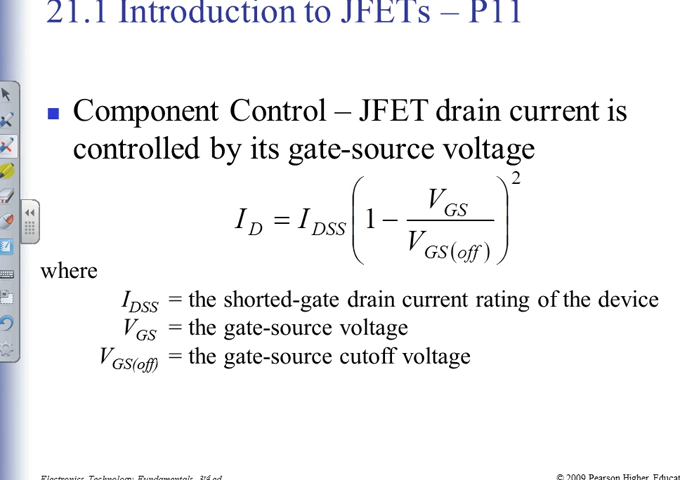 21.1 Introduction to JFETs – P11
Component Control – JFET drain current is
controlled by its gate-source voltage
I_D = I_DSS (1 − V_GS / V_GS(off))²
where
I_DSS = the shorted-gate drain current rating of the device
V_GS = the gate-source voltage
V_GS(off) = the gate-source cutoff voltage
Electronics Technology Fundamentals, 3rd ed
© 2009 Pearson Higher Educat